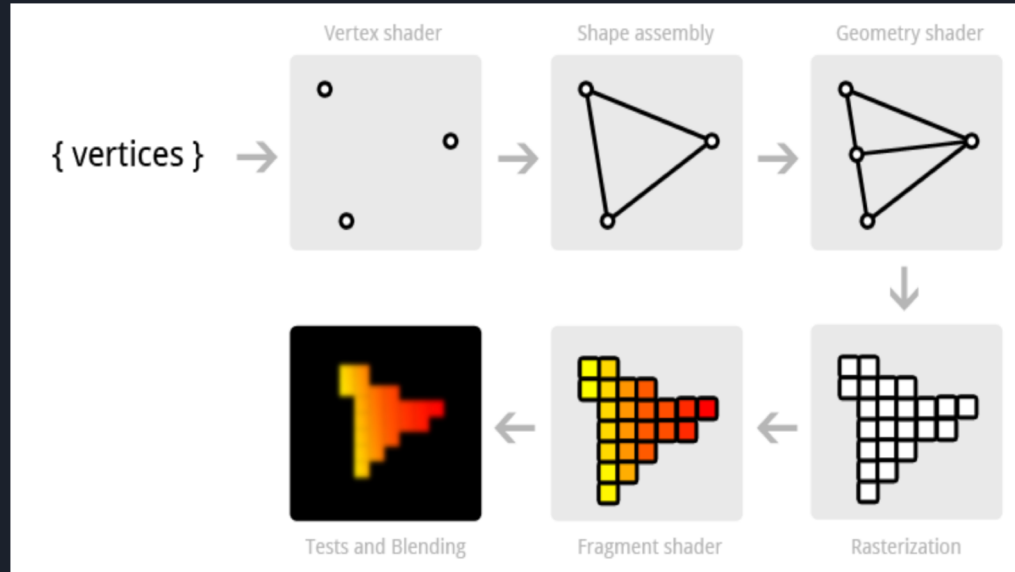 Vertex shader
Shape assembly
Geometry shader
{ vertices }
Tests and Blending
Fragment shader
Rasterization